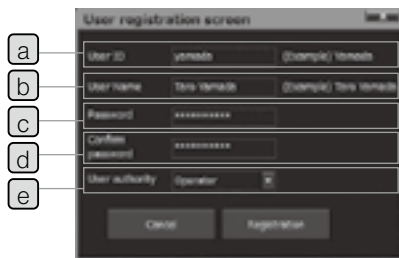 User registration screen
a User ID yamada (Example) Yamada
b User Name Taro Yamada (Example) Taro Yamada
c Password ***********
d Confirm password ***********
e User authority Operator
Cancel Registration